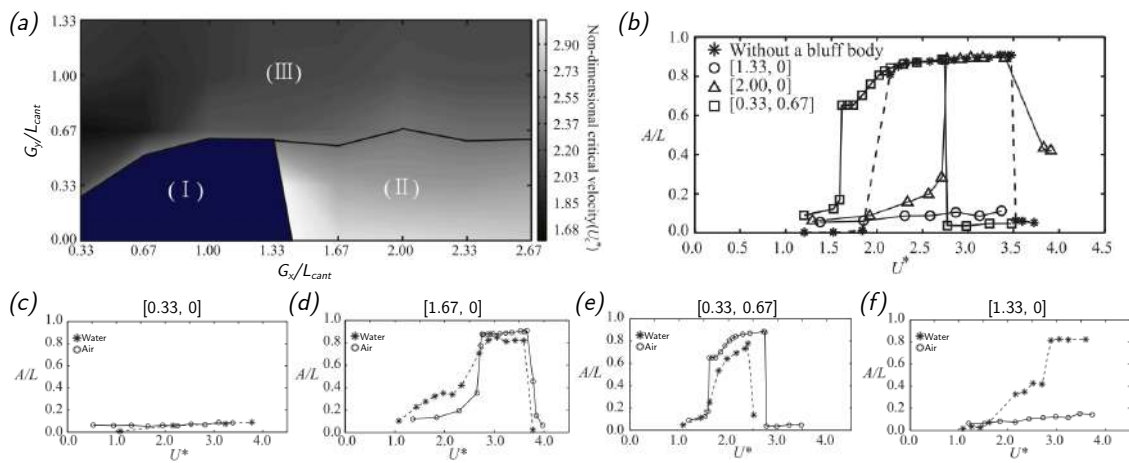 (a)
1.33
1.00
0.67
0.33
0.00
G_y/L_cant
(III)
(I)
(II)
0.33 0.67 1.00 1.33 1.67 2.00 2.33 2.67
G_x/L_cant
2.90
2.73
2.55
2.37
2.20
2.03
1.86
1.68
Non-dimensional critical velocity(U_c^*)
(b)
Without a bluff body
[1.33, 0]
[2.00, 0]
[0.33, 0.67]
1.0
0.8
0.6
0.4
0.2
0.0
A/L
0.0 0.5 1.0 1.5 2.0 2.5 3.0 3.5 4.0 4.5
U*
(c)
[0.33, 0]
Water
Air
1.0
0.8
0.6
0.4
0.2
0.0
A/L
0.0 1.0 2.0 3.0 4.0
U*
(d)
[1.67, 0]
Water
Air
1.0
0.8
0.6
0.4
0.2
0.0
A/L
0.0 1.0 2.0 3.0 4.0
U*
(e)
[0.33, 0.67]
Water
Air
1.0
0.8
0.6
0.4
0.2
0.0
A/L
0.0 1.0 2.0 3.0 4.0
U*
(f)
[1.33, 0]
Water
Air
1.0
0.8
0.6
0.4
0.2
0.0
A/L
0.0 1.0 2.0 3.0 4.0
U*